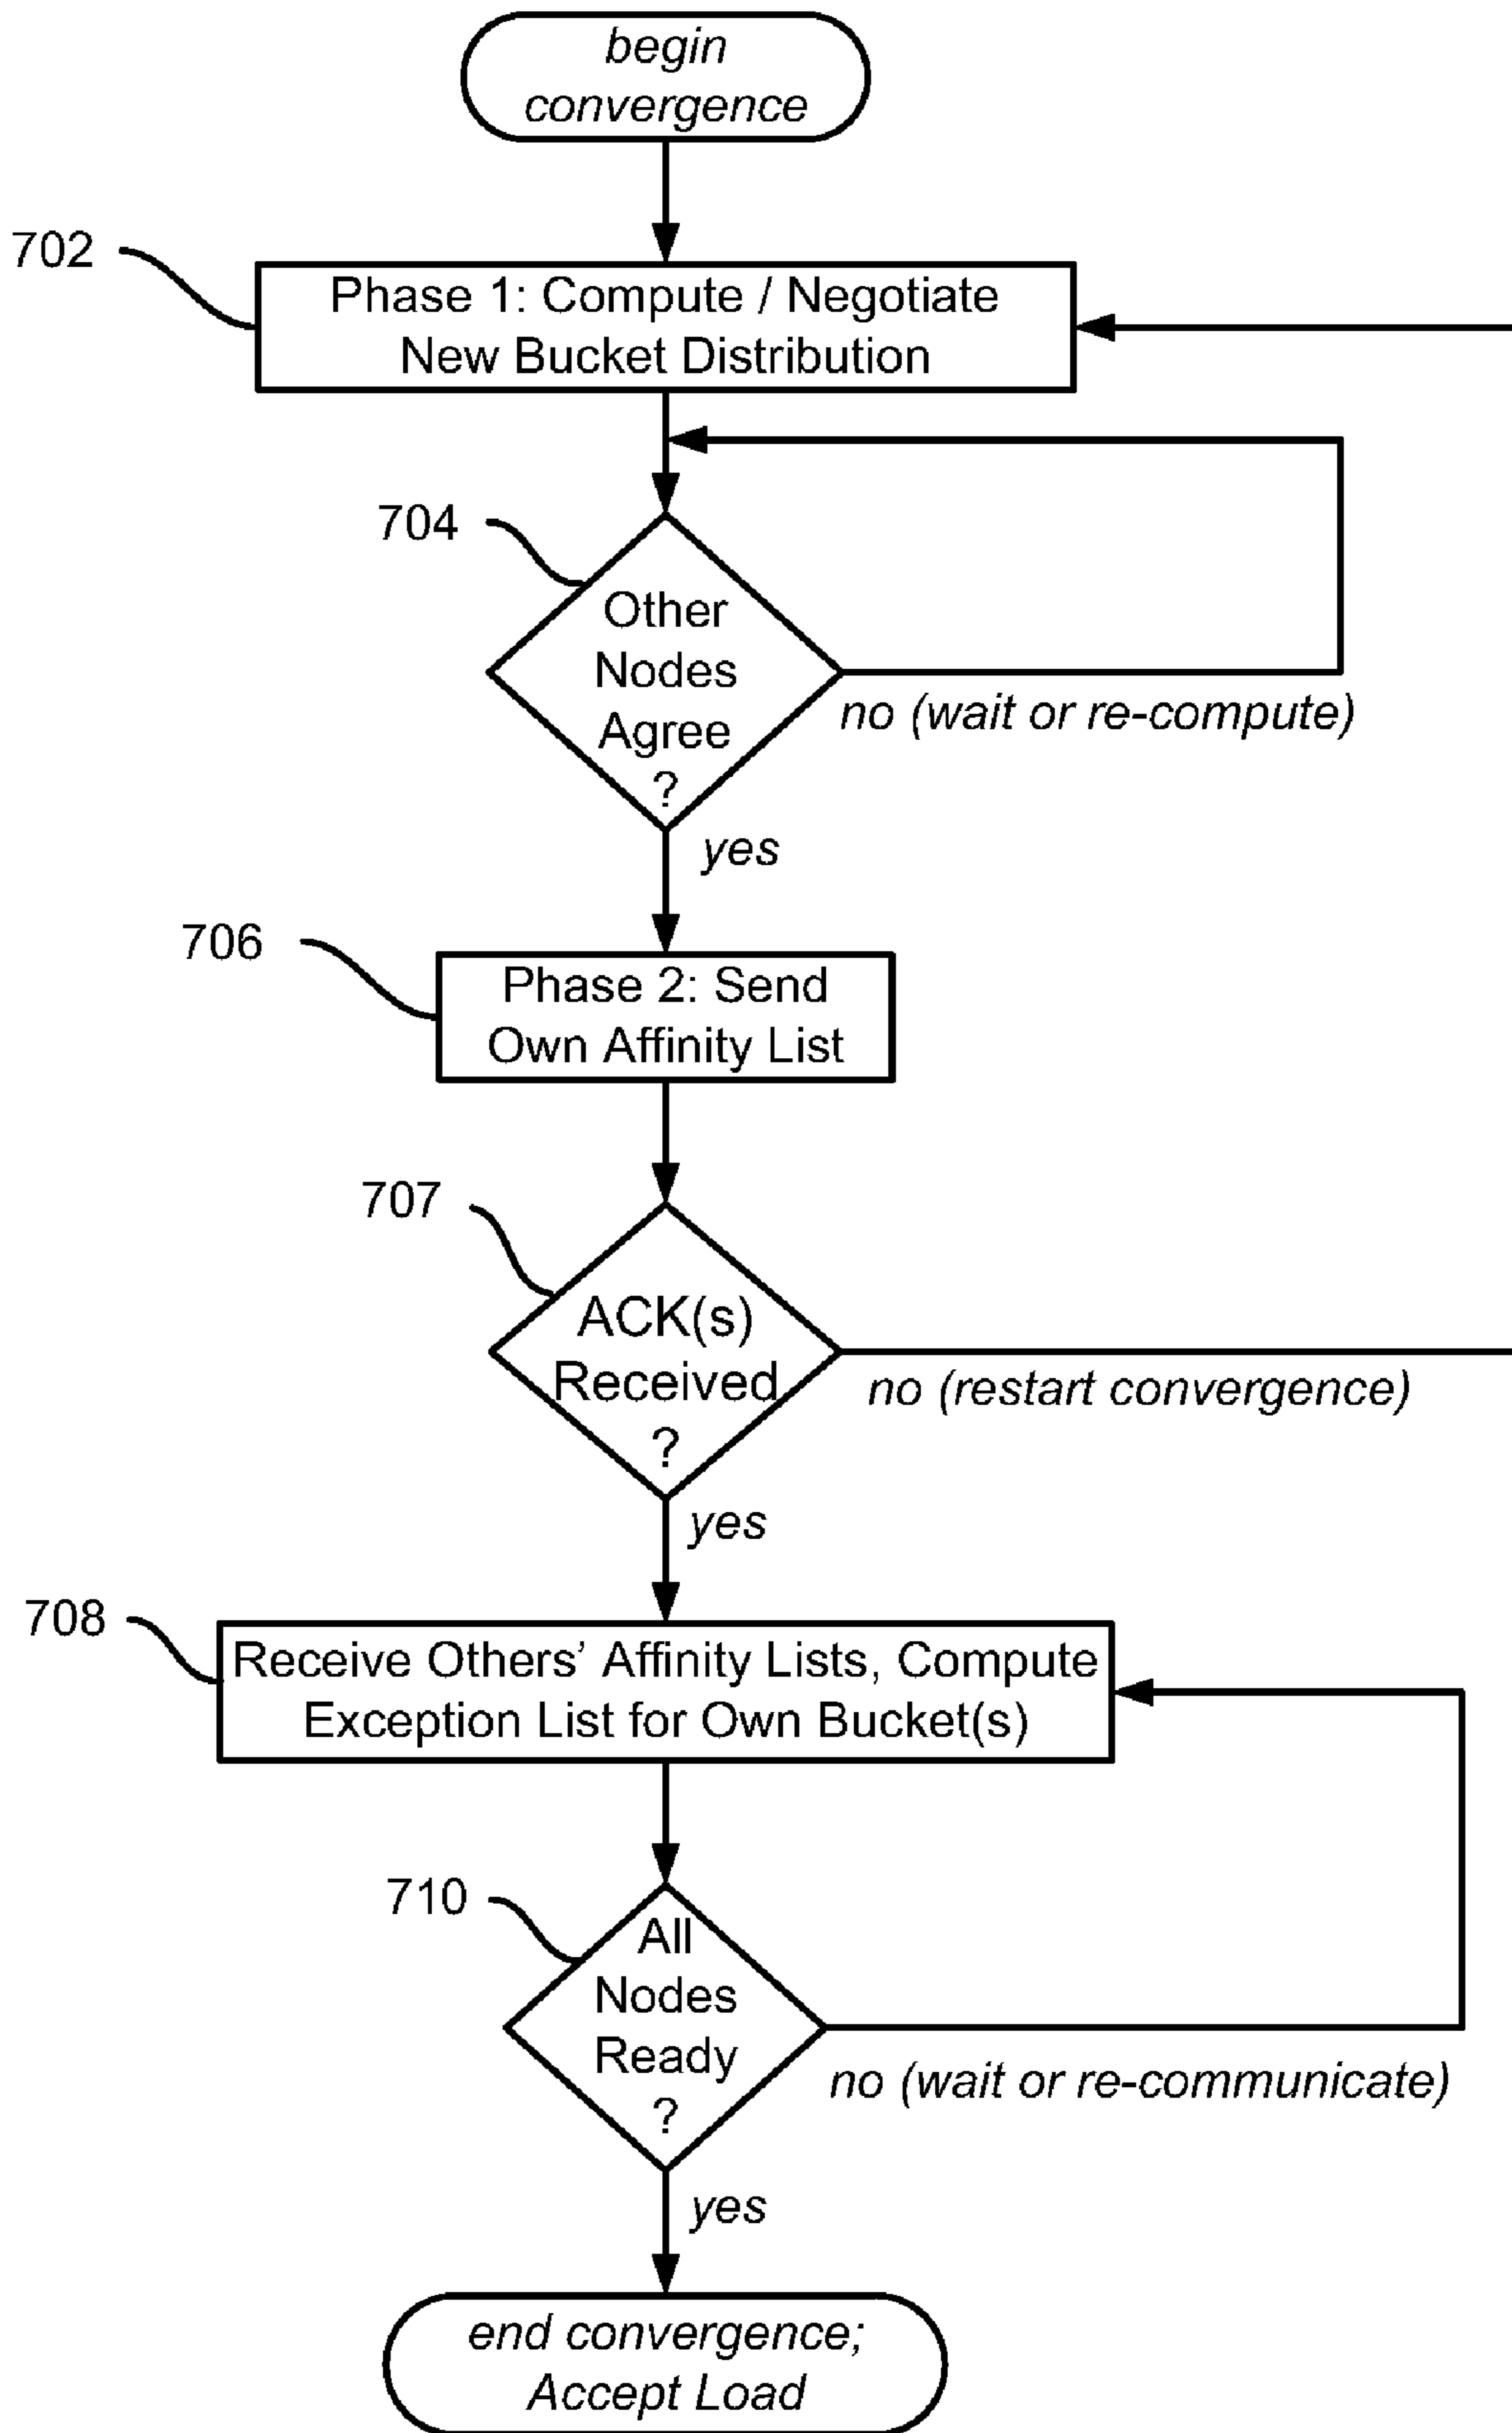 begin
convergence
702
Phase 1: Compute / Negotiate
New Bucket Distribution
704
Other
Nodes
Agree
?
no (wait or re-compute)
yes
706
Phase 2: Send
Own Affinity List
707
ACK(s)
Received
?
no (restart convergence)
yes
708
Receive Others’ Affinity Lists, Compute
Exception List for Own Bucket(s)
710
All
Nodes
Ready
?
no (wait or re-communicate)
yes
end convergence;
Accept Load